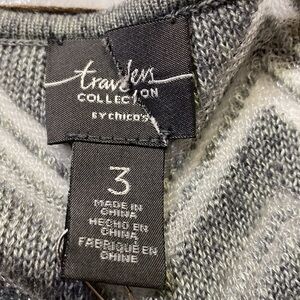 travelers
COLLECTION
BY chico's
3
MADE IN
CHINA
HECHO EN
CHINA
FABRIQUÉ EN
CHINE